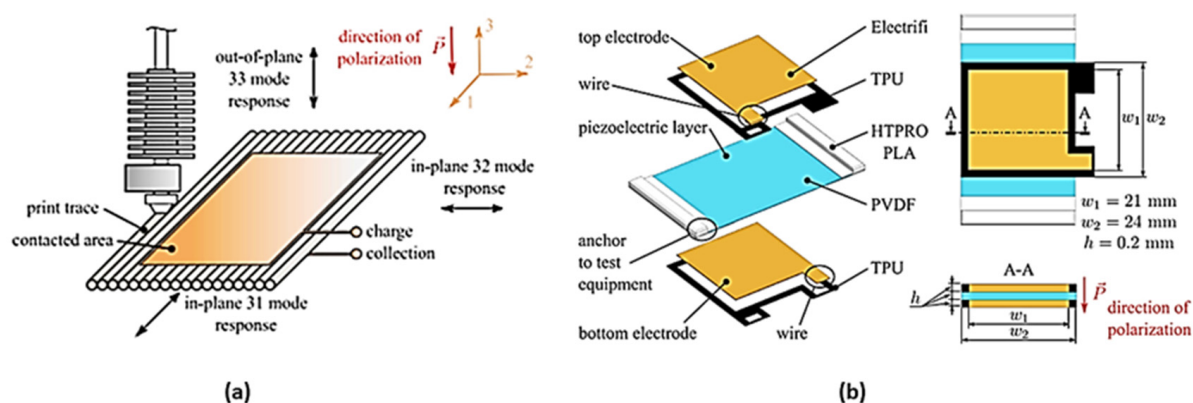 out-of-plane
33 mode
response
direction of
polarization
P⃗
3
2
1
in-plane 32 mode
response
print trace
contacted area
charge
collection
in-plane 31 mode
response
(a)
top electrode
Electrifi
wire
TPU
piezoelectric layer
HTPRO
PLA
PVDF
anchor
to test
equipment
TPU
bottom electrode
wire
A
A
w₁
w₂
w₁ = 21 mm
w₂ = 24 mm
h = 0.2 mm
A-A
h
P⃗
direction of
polarization
w₁
w₂
(b)